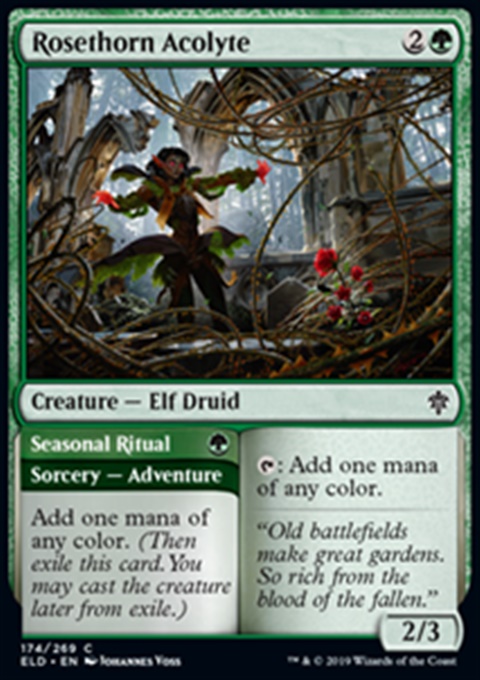 Rosethorn Acolyte 2
Creature — Elf Druid
Seasonal Ritual
Sorcery — Adventure
Add one mana of
any color. (Then
exile this card. You
may cast the creature
later from exile.)
: Add one mana
of any color.
“Old battlefields
make great gardens.
So rich from the
blood of the fallen.”
2/3
174/269 C
ELD • EN Johannes Voss
™ & © 2019 Wizards of the Coast